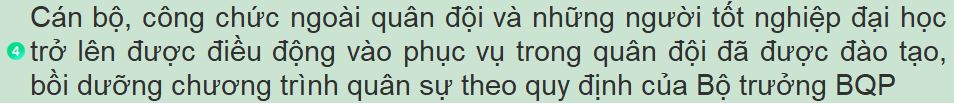 Cán bộ, công chức ngoài quân đội và những người tốt nghiệp đại học
4 trở lên được điều động vào phục vụ trong quân đội đã được đào tạo,
bồi dưỡng chương trình quân sự theo quy định của Bộ trưởng BQP